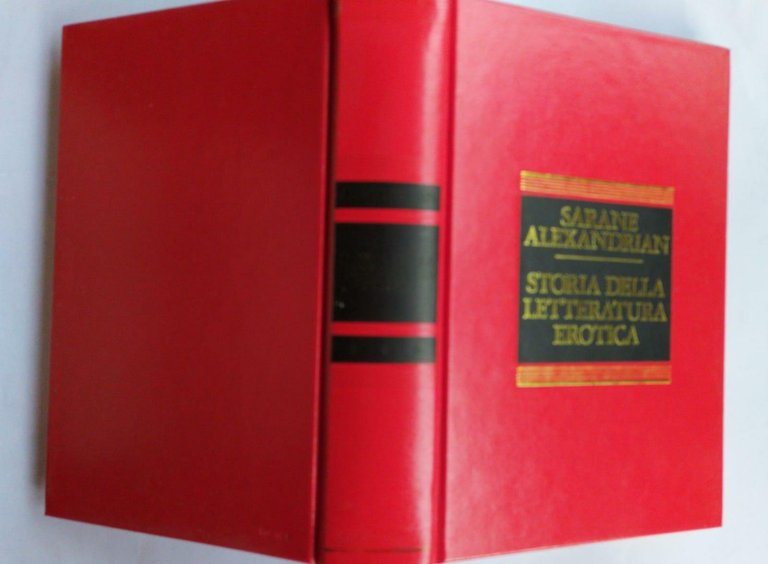 SARANE
ALEXANDRIAN
STORIA DELLA
LETTERATURA
EROTICA